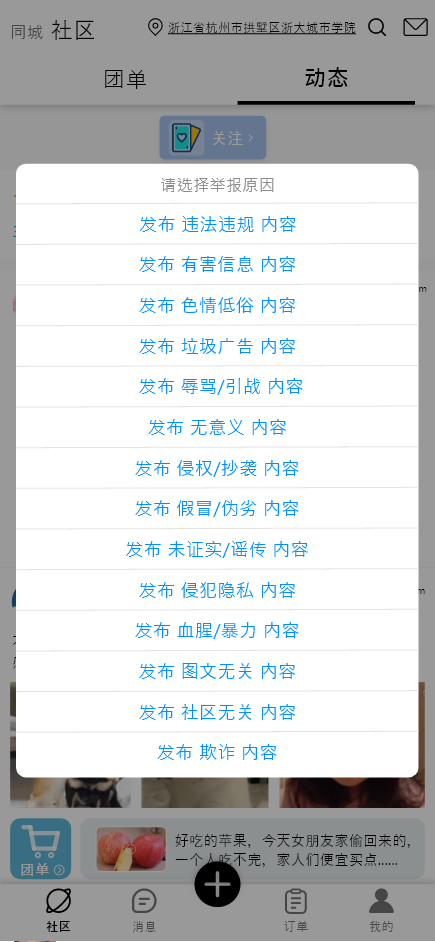 同城 社区
浙江省杭州市拱墅区浙大城市学院
团单
动态
关注
请选择举报原因
发布 违法违规 内容
发布 有害信息 内容
发布 色情低俗 内容
发布 垃圾广告 内容
发布 辱骂/引战 内容
发布 无意义 内容
发布 侵权/抄袭 内容
发布 假冒/伪劣 内容
发布 未证实/谣传 内容
发布 侵犯隐私 内容
发布 血腥/暴力 内容
发布 图文无关 内容
发布 社区无关 内容
发布 欺诈 内容
团单
好吃的苹果，今天女朋友家偷回来的，
一个人吃不完，家人们便宜买点......
社区
消息
订单
我的